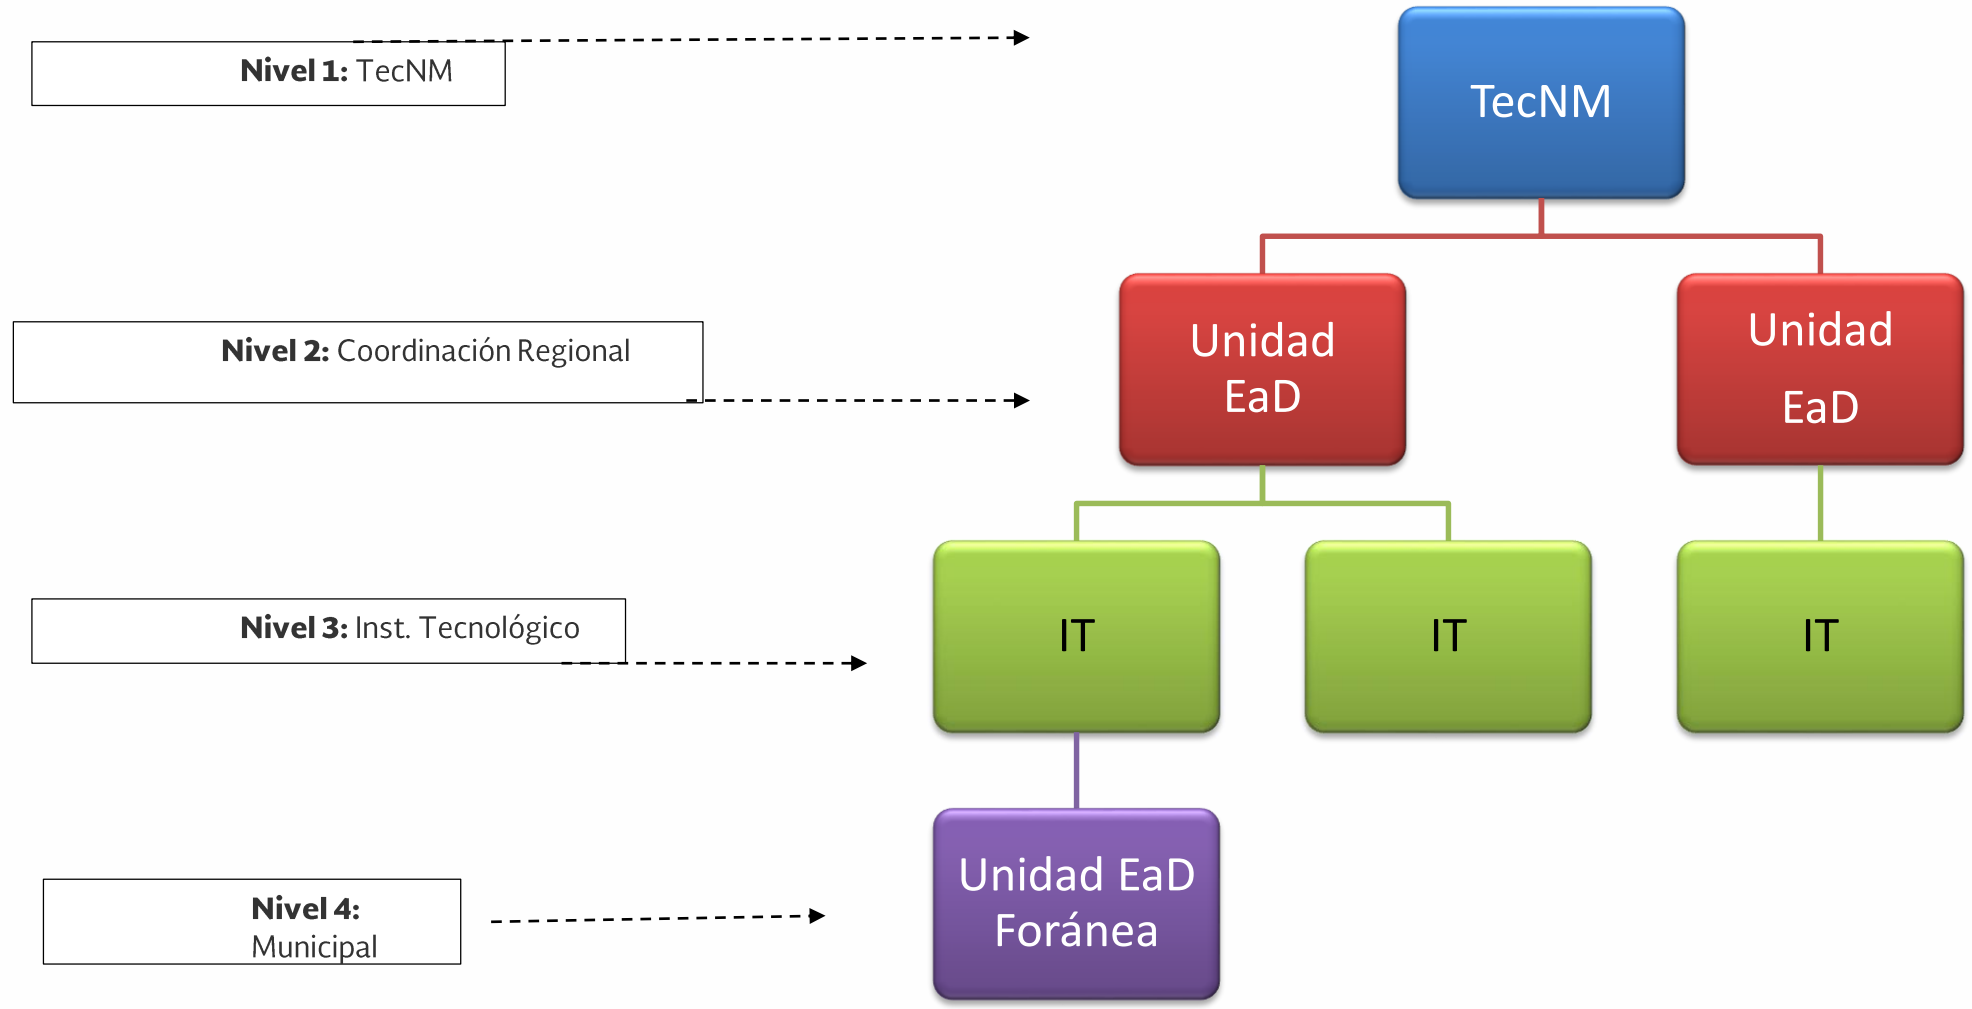 Nivel 1: TecNM
TecNM
Nivel 2: Coordinación Regional
Unidad
EaD
Unidad
EaD
Nivel 3: Inst. Tecnológico
IT
IT
IT
Nivel 4:
Municipal
Unidad EaD
Foránea